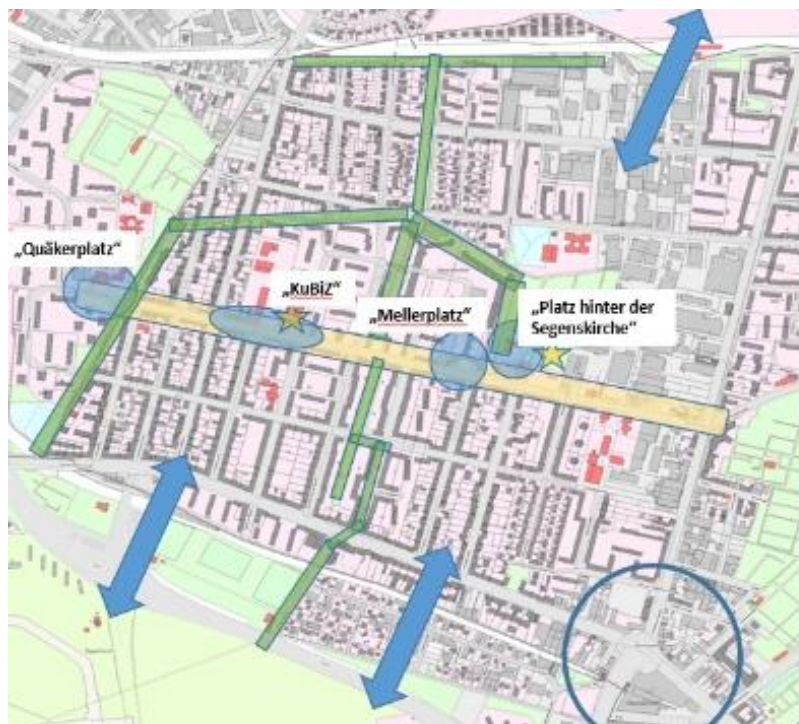 „Quäkerplatz“
„KuBiZ“
„Mellerplatz“
„Platz hinter der
Segenskirche“